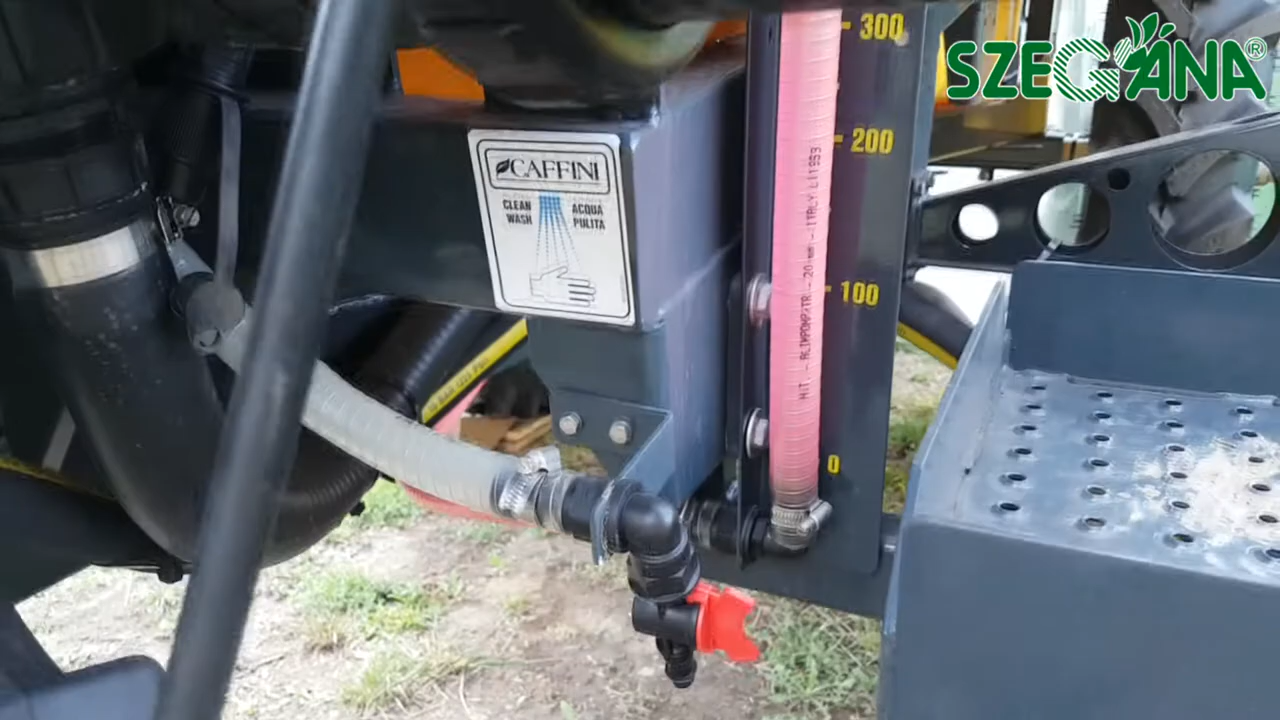 SZEGÁNA®
300
200
100
0
CAFFINI
CLEAN
WASH
ACQUA
PULITA